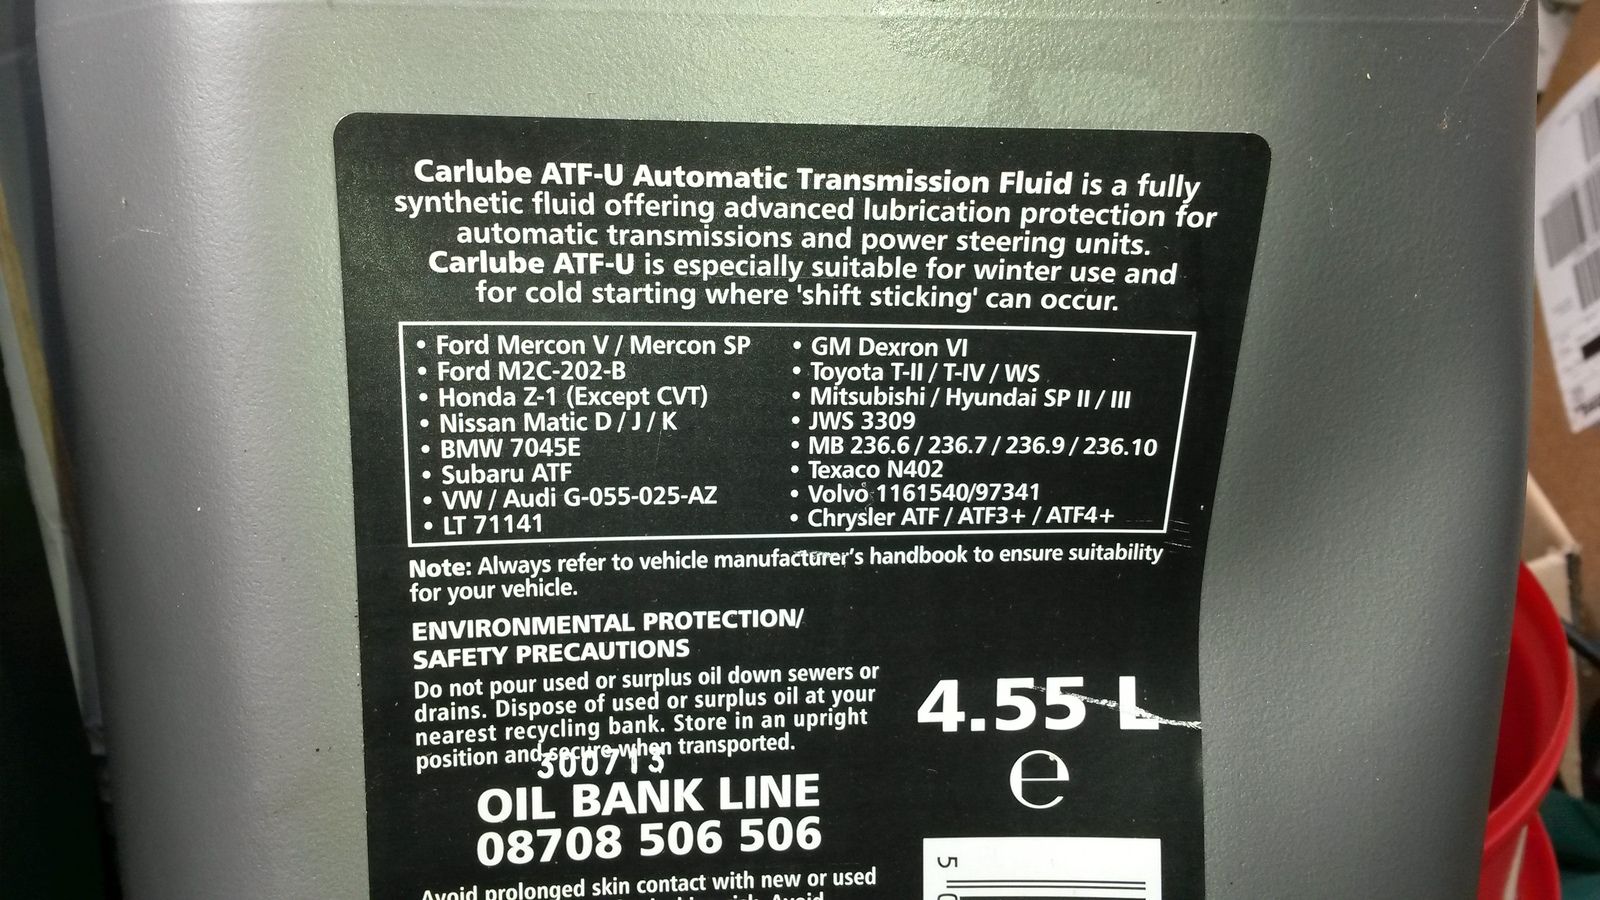 Carlube ATF-U Automatic Transmission Fluid is a fully
synthetic fluid offering advanced lubrication protection for
automatic transmissions and power steering units.
Carlube ATF-U is especially suitable for winter use and
for cold starting where 'shift sticking' can occur.
• Ford Mercon V / Mercon SP
• Ford M2C-202-B
• Honda Z-1 (Except CVT)
• Nissan Matic D / J / K
• BMW 7045E
• Subaru ATF
• VW / Audi G-055-025-AZ
• LT 71141
• GM Dexron VI
• Toyota T-II / T-IV / WS
• Mitsubishi / Hyundai SP II / III
• JWS 3309
• MB 236.6 / 236.7 / 236.9 / 236.10
• Texaco N402
• Volvo 1161540/97341
• Chrysler ATF / ATF3+ / ATF4+
Note: Always refer to vehicle manufacturer's handbook to ensure suitability
for your vehicle.
ENVIRONMENTAL PROTECTION/
SAFETY PRECAUTIONS
Do not pour used or surplus oil down sewers or
drains. Dispose of used or surplus oil at your
nearest recycling bank. Store in an upright
position and secure when transported.
300713
OIL BANK LINE
08708 506 506
Avoid prolonged skin contact with new or used
4.55 L
e
5